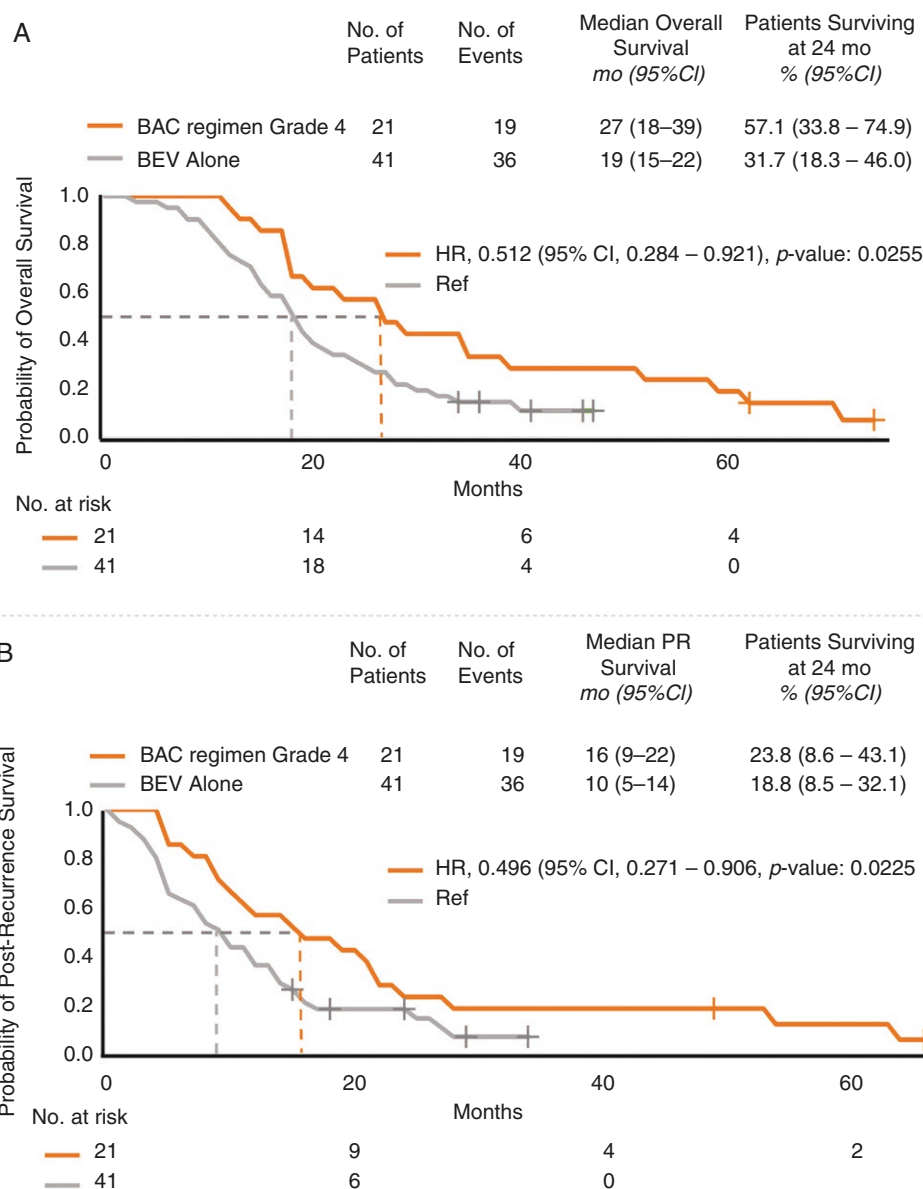 A
No. of Patients
No. of Events
Median Overall Survival mo (95%CI)
Patients Surviving at 24 mo % (95%CI)
BAC regimen Grade 4 21 19 27 (18–39) 57.1 (33.8 – 74.9)
BEV Alone 41 36 19 (15–22) 31.7 (18.3 – 46.0)
Probability of Overall Survival
1.0
0.8
0.6
0.4
0.2
0.0
HR, 0.512 (95% CI, 0.284 – 0.921), p-value: 0.0255
Ref
0 20 40 60
Months
No. at risk
21 14 6 4
41 18 4 0
B
No. of Patients
No. of Events
Median PR Survival mo (95%CI)
Patients Surviving at 24 mo % (95%CI)
BAC regimen Grade 4 21 19 16 (9–22) 23.8 (8.6 – 43.1)
BEV Alone 41 36 10 (5–14) 18.8 (8.5 – 32.1)
Probability of Post-Recurrence Survival
1.0
0.8
0.6
0.4
0.2
0.0
HR, 0.496 (95% CI, 0.271 – 0.906, p-value: 0.0225
Ref
0 20 40 60
Months
No. at risk
21 9 4 2
41 6 0